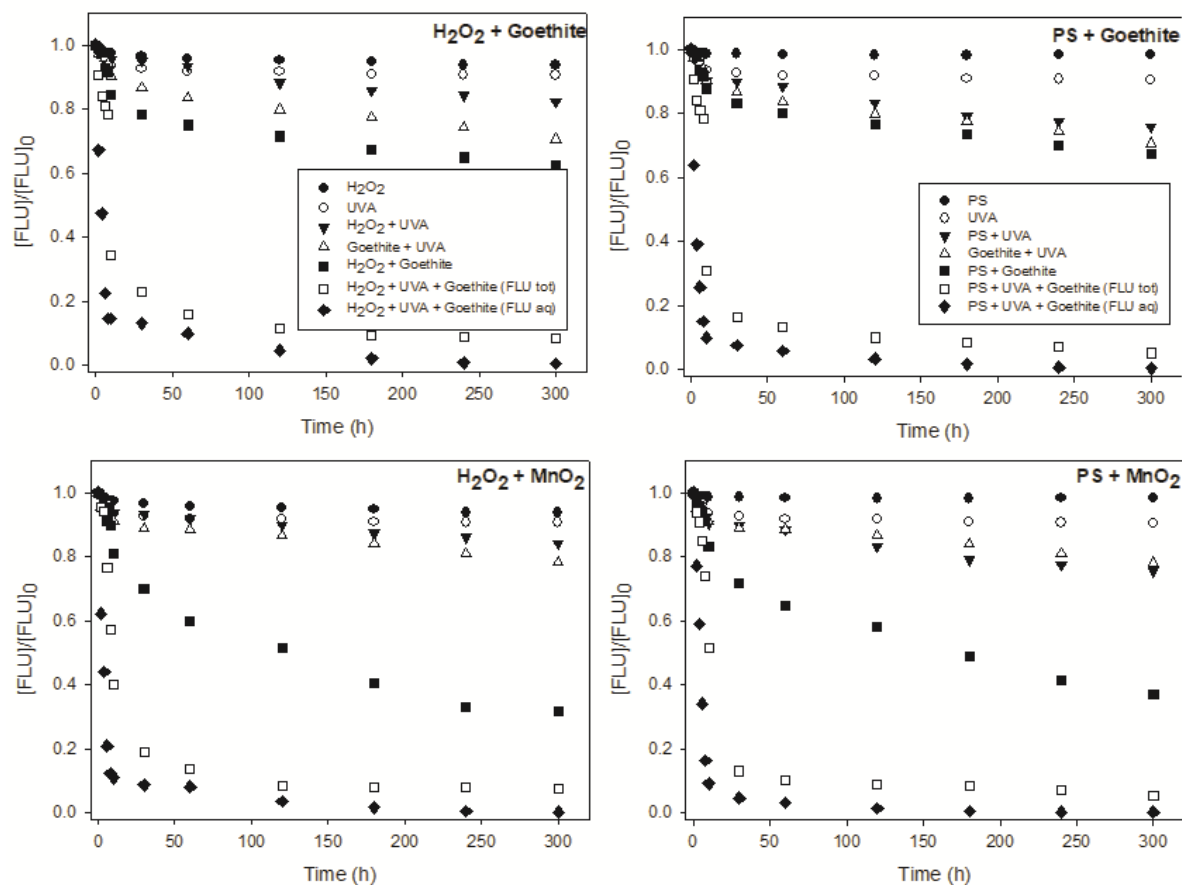 H₂O₂ + Goethite
[FLU]/[FLU]₀
1.0
0.8
0.6
0.4
0.2
0.0
H₂O₂
UVA
H₂O₂ + UVA
Goethite + UVA
H₂O₂ + Goethite
H₂O₂ + UVA + Goethite (FLU tot)
H₂O₂ + UVA + Goethite (FLU aq)
0 50 100 150 200 250 300
Time (h)
PS + Goethite
[FLU]/[FLU]₀
1.0
0.8
0.6
0.4
0.2
0.0
PS
UVA
PS + UVA
Goethite + UVA
PS + Goethite
PS + UVA + Goethite (FLU tot)
PS + UVA + Goethite (FLU aq)
0 50 100 150 200 250 300
Time (h)
H₂O₂ + MnO₂
[FLU]/[FLU]₀
1.0
0.8
0.6
0.4
0.2
0.0
0 50 100 150 200 250 300
Time (h)
PS + MnO₂
[FLU]/[FLU]₀
1.0
0.8
0.6
0.4
0.2
0.0
0 50 100 150 200 250 300
Time (h)